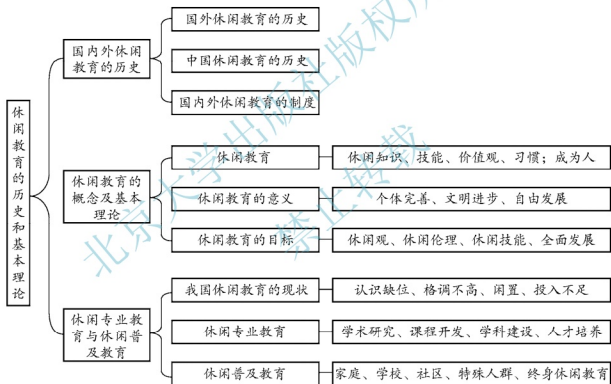 休闲教育的历史和基本理论
国内外休闲
教育的历史
国外休闲教育的历史
中国休闲教育的历史
国内外休闲教育的制度
休闲教育的
概念及基本
理论
休闲教育
休闲知识、技能、价值观、习惯；成为人
休闲教育的意义
个体完善、文明进步、自由发展
休闲教育的目标
休闲观、休闲伦理、休闲技能、全面发展
休闲专业教
育与休闲普
及教育
我国休闲教育的现状
认识缺位、格调不高、闲置、投入不足
休闲专业教育
学术研究、课程开发、学科建设、人才培养
休闲普及教育
家庭、学校、社区、特殊人群、终身休闲教育
北京大学出版社版权所
禁止转载